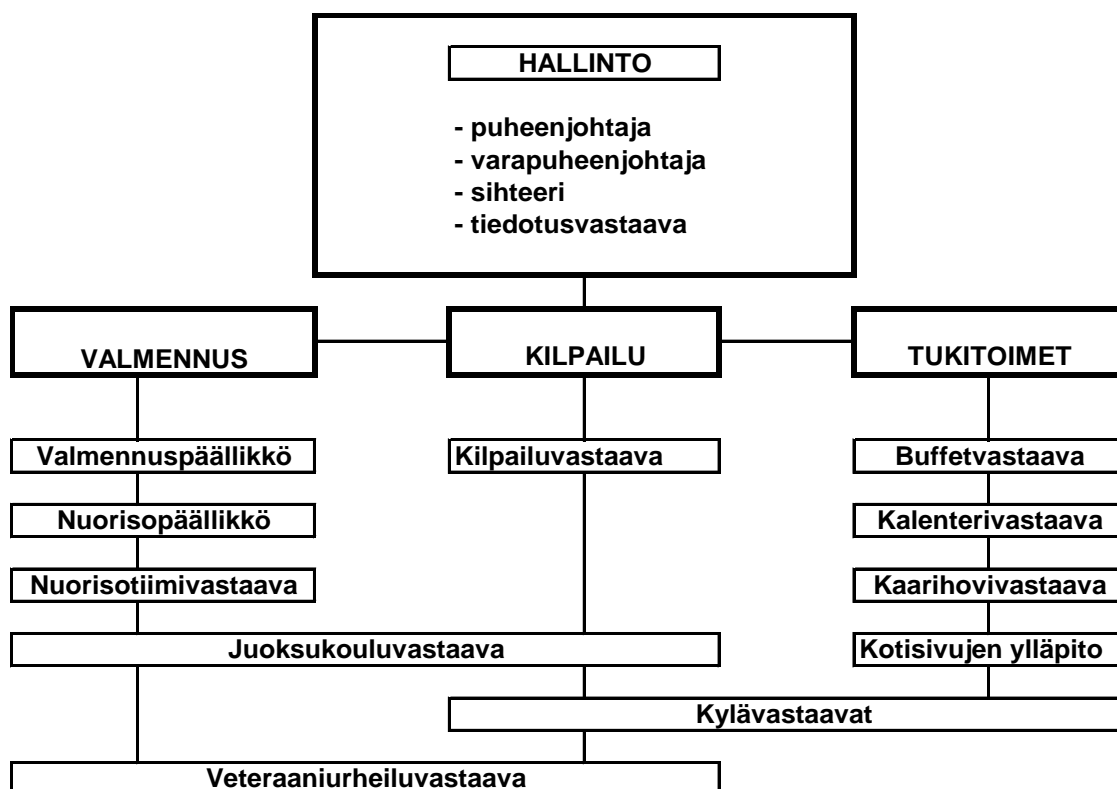 HALLINTO
- puheenjohtaja
- varapuheenjohtaja
- sihteeri
- tiedotusvastaava
VALMENNUS
KILPAILU
TUKITOIMET
Valmennuspäällikkö
Kilpailuvastaava
Buffetvastaava
Nuorisopäällikkö
Kalenterivastaava
Nuorisotiimivastaava
Kaarihovivastaava
Juoksukouluvastaava
Kotisivujen ylläpito
Kylävastaavat
Veteraaniurheiluvastaava